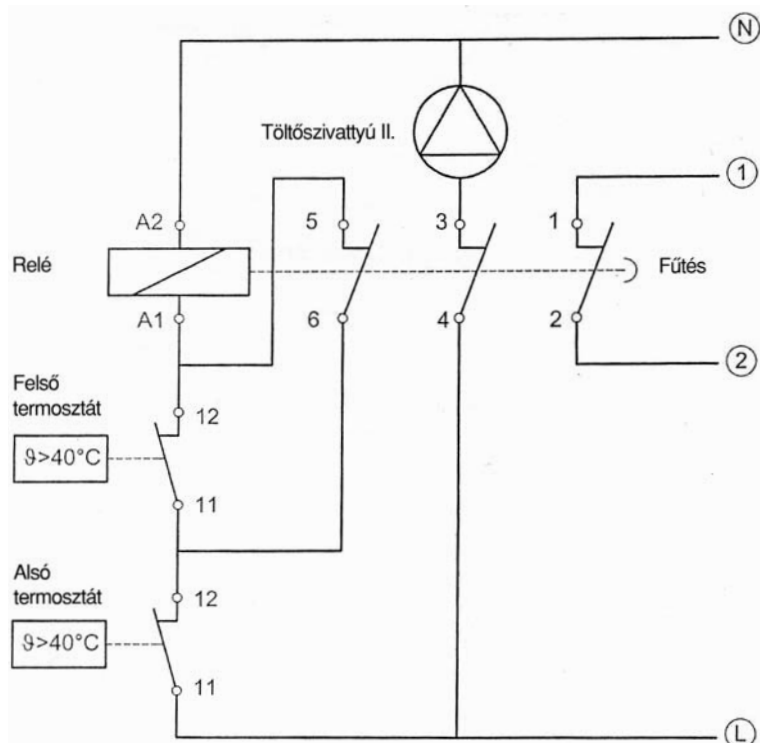 N
Töltőszivattyú II.
1
A2
5
3
1
Relé
Fűtés
A1
6
4
2
2
Felső
termosztát
12
ϑ>40°C
11
Alsó
termosztát
12
ϑ>40°C
11
L